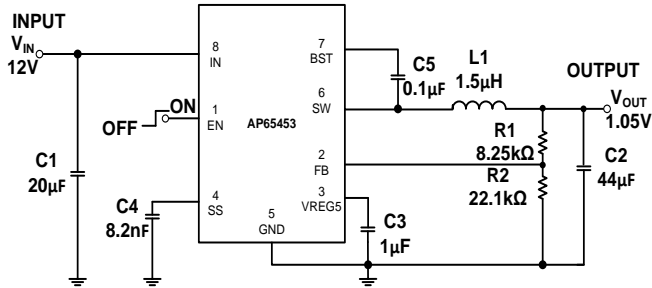 INPUT
VIN
12V
8
IN
7
BST
C5
0.1µF
L1
1.5µH
OUTPUT
VOUT
1.05V
6
SW
ON
OFF
1
EN
AP65453
R1
8.25kΩ
C2
44µF
C1
20µF
2
FB
R2
22.1kΩ
C4
8.2nF
4
SS
3
VREG5
C3
1µF
5
GND